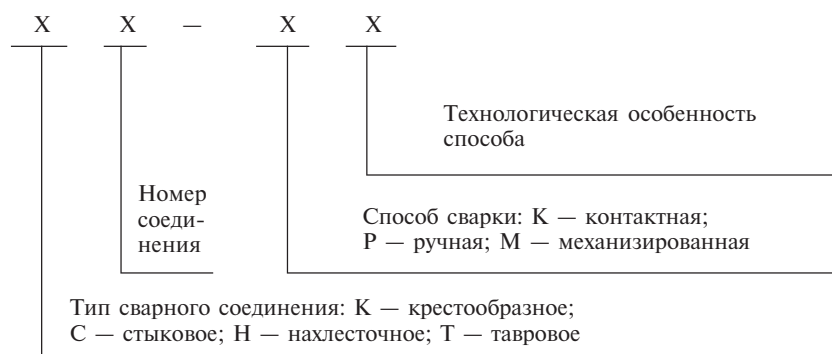 Х Х — Х Х
Технологическая особенность
способа
Номер
соеди-
нения
Способ сварки: К — контактная;
Р — ручная; М — механизированная
Тип сварного соединения: К — крестообразное;
С — стыковое; Н — нахлесточное; Т — тавровое